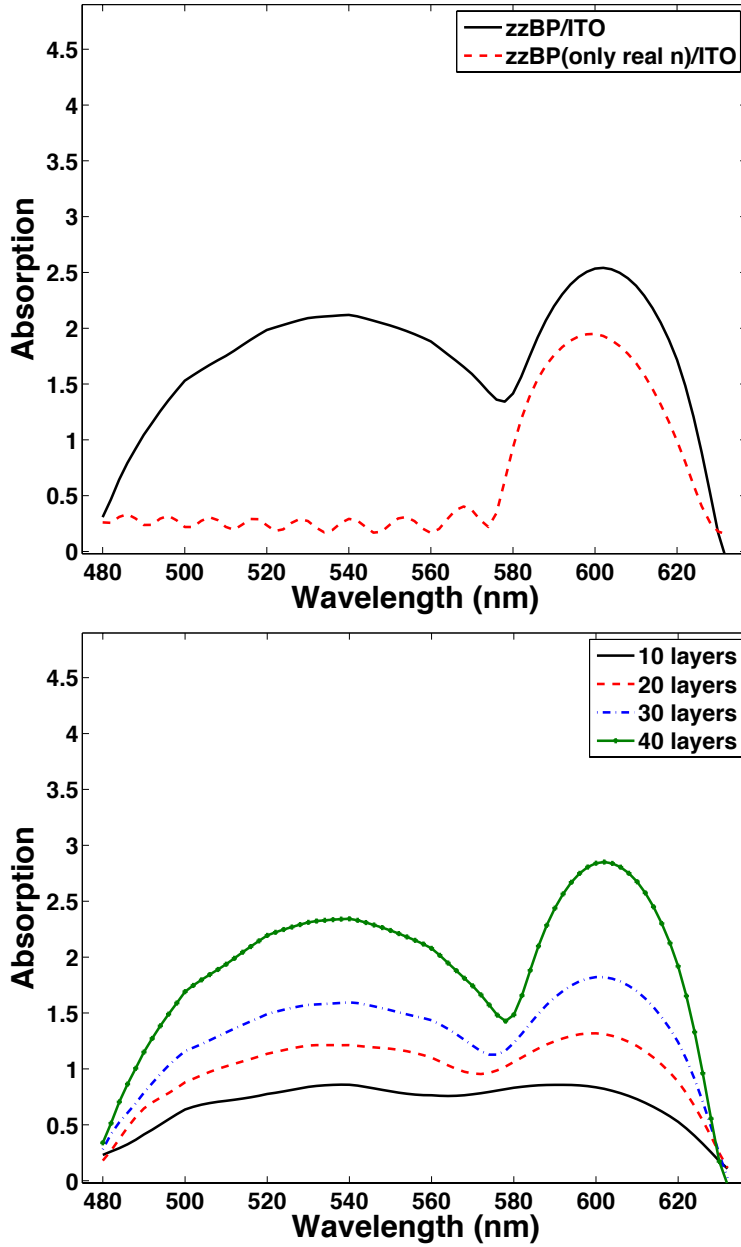 zzBP/ITO
zzBP(only real n)/ITO
4.5
4
3.5
3
2.5
2
1.5
1
0.5
0
Absorption
480 500 520 540 560 580 600 620
Wavelength (nm)
10 layers
20 layers
30 layers
40 layers
4.5
4
3.5
3
2.5
2
1.5
1
0.5
0
Absorption
480 500 520 540 560 580 600 620
Wavelength (nm)